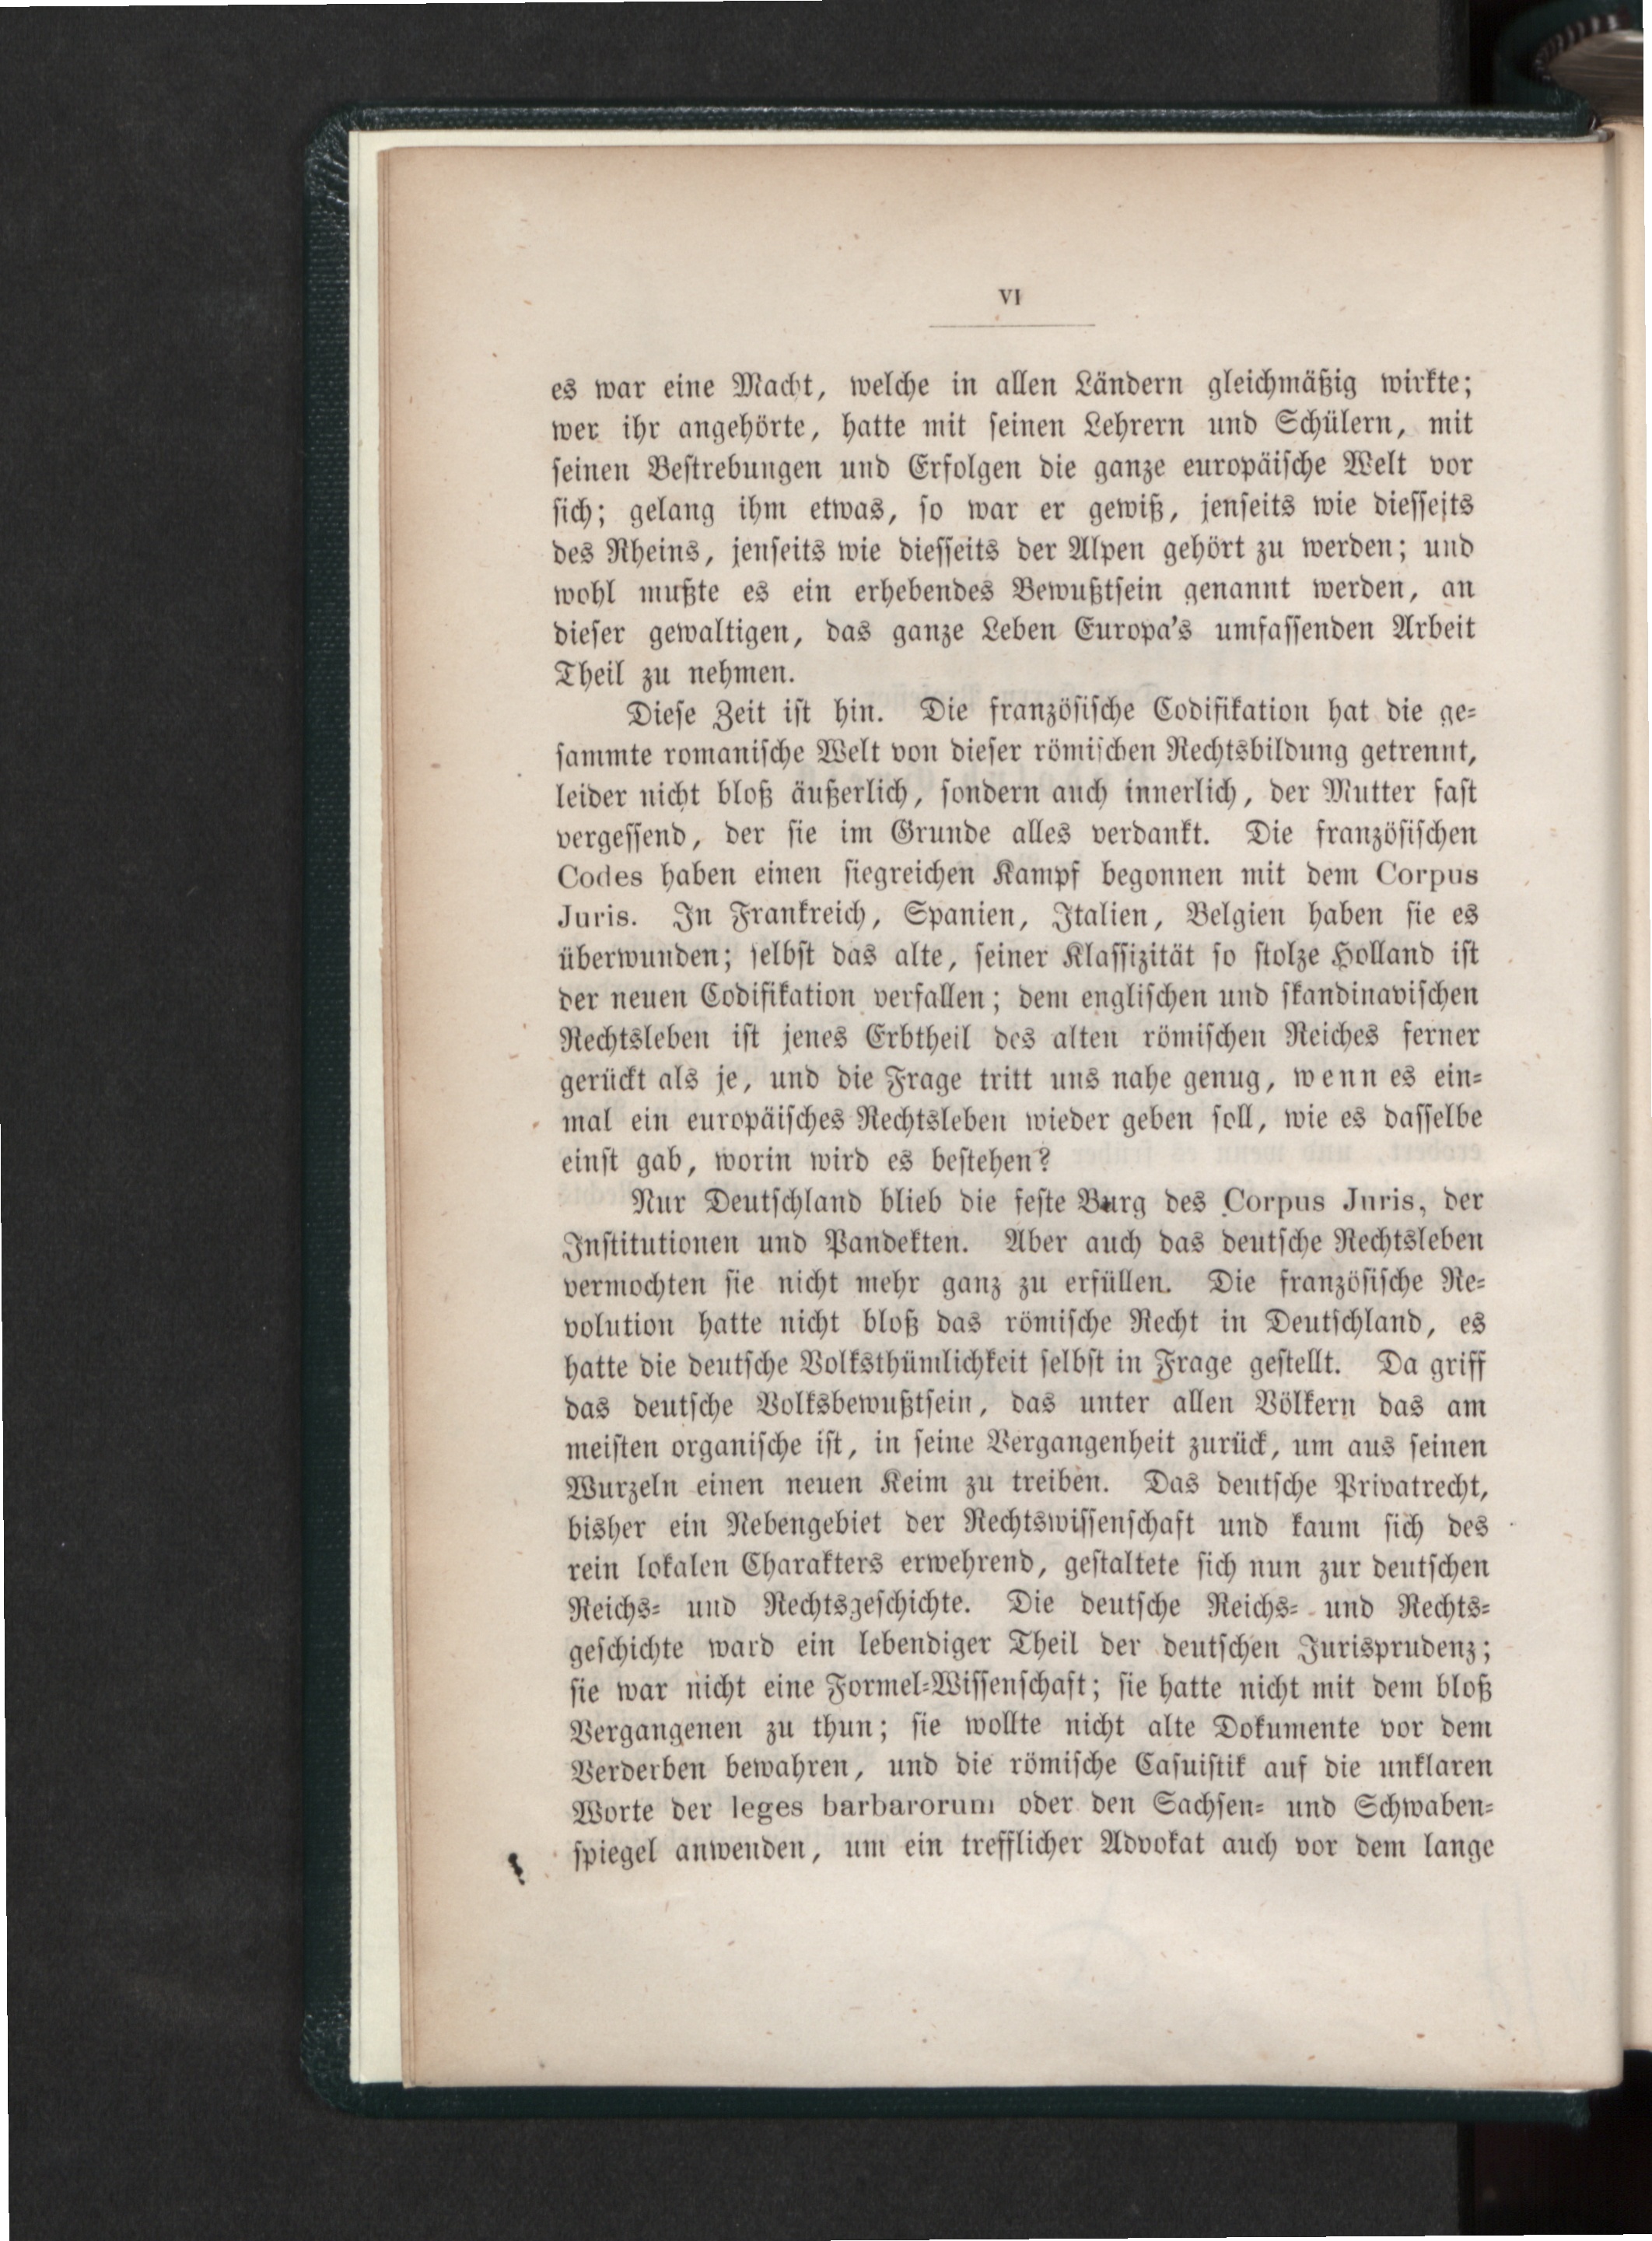 VI
es war eine Macht, welche in allen Ländern gleichmäßig wirkte;
wer ihr angehörte, hatte mit seinen Lehrern und Schülern, mit
seinen Bestrebungen und Erfolgen die ganze europäische Welt vor
sich; gelang ihm etwas, so war er gewiß, jenseits wie diesseits
des Rheins, jenseits wie diesseits der Alpen gehört zu werden; und
wohl mußte es ein erhebendes Bewußtsein genannt werden, an
dieser gewaltigen, das ganze Leben Europa's umfassenden Arbeit
Theil zu nehmen.
Diese Zeit ist hin. Die französische Codifikation hat die ge-
sammte romanische Welt von dieser römischen Rechtsbildung getrennt,
leider nicht bloß äußerlich, sondern auch innerlich, der Mutter fast
vergessend, der sie im Grunde alles verdankt. Die französischen
Codes haben einen siegreichen Kampf begonnen mit dem Corpus
Juris. In Frankreich, Spanien, Italien, Belgien haben sie es
überwunden; selbst das alte, seiner Klassizität so stolze Holland ist
der neuen Codifikation verfallen; dem englischen und skandinavischen
Rechtsleben ist jenes Erbtheil des alten römischen Reiches ferner
gerückt als je, und die Frage tritt uns nahe genug, wenn es ein-
mal ein europäisches Rechtsleben wieder geben soll, wie es dasselbe
einst gab, worin wird es bestehen?
Nur Deutschland blieb die feste Burg des Corpus Juris, der
Institutionen und Pandekten. Aber auch das deutsche Rechtsleben
vermochten sie nicht mehr ganz zu erfüllen. Die französische Re-
volution hatte nicht bloß das römische Recht in Deutschland, es
hatte die deutsche Volksthümlichkeit selbst in Frage gestellt. Da griff
das deutsche Volksbewußtsein, das unter allen Völkern das am
meisten organische ist, in seine Vergangenheit zurück, um aus seinen
Wurzeln einen neuen Keim zu treiben. Das deutsche Privatrecht,
bisher ein Nebengebiet der Rechtswissenschaft und kaum sich des
rein lokalen Charakters erwehrend, gestaltete sich nun zur deutschen
Reichs- und Rechtsgeschichte. Die deutsche Reichs- und Rechts-
geschichte ward ein lebendiger Theil der deutschen Jurisprudenz;
sie war nicht eine Formel-Wissenschaft; sie hatte nicht mit dem bloß
Vergangenen zu thun; sie wollte nicht alte Dokumente vor dem
Verderben bewahren, und die römische Casuistik auf die unklaren
Worte der leges barbarorum oder den Sachsen- und Schwaben-
spiegel anwenden, um ein trefflicher Advokat auch vor dem lange